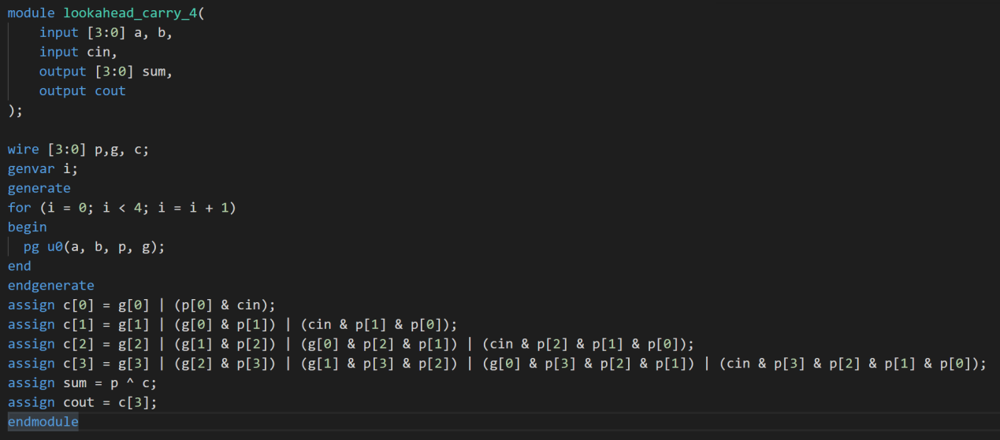 module lookahead_carry_4(
    input [3:0] a, b,
    input cin,
    output [3:0] sum,
    output cout
);

wire [3:0] p,g, c;
genvar i;
generate
for (i = 0; i < 4; i = i + 1)
begin
  pg u0(a, b, p, g);
end
endgenerate
assign c[0] = g[0] | (p[0] & cin);
assign c[1] = g[1] | (g[0] & p[1]) | (cin & p[1] & p[0]);
assign c[2] = g[2] | (g[1] & p[2]) | (g[0] & p[2] & p[1]) | (cin & p[2] & p[1] & p[0]);
assign c[3] = g[3] | (g[2] & p[3]) | (g[1] & p[3] & p[2]) | (g[0] & p[3] & p[2] & p[1]) | (cin & p[3] & p[2] & p[1] & p[0]);
assign sum = p ^ c;
assign cout = c[3];
endmodule